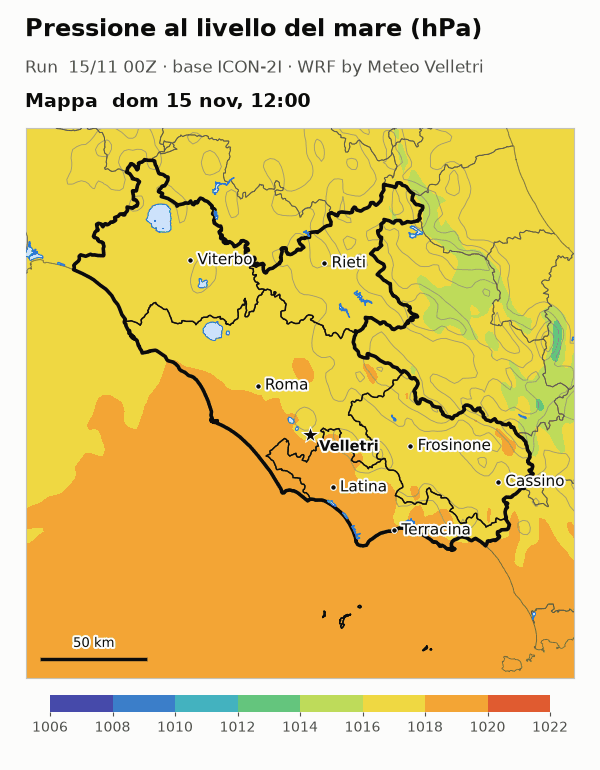 Pressione al livello del mare (hPa)
Run 15/11 00Z · base ICON-2I · WRF by Meteo Velletri
Mappa dom 15 nov, 12:00
Viterbo
Rieti
Roma
Velletri
Frosinone
Cassino
Latina
Terracina
50 km
1006 1008 1010 1012 1014 1016 1018 1020 1022